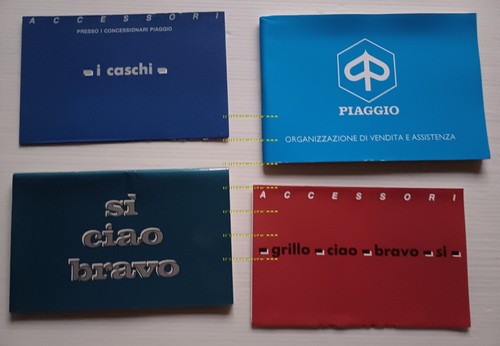 ACCESSORI
PRESSO I CONCESSIONARI PIAGGIO
i caschi
PIAGGIO
ORGANIZZAZIONE DI VENDITA E ASSISTENZA
si
ciao
bravo
ACCESSORI
grillo ciao bravo si